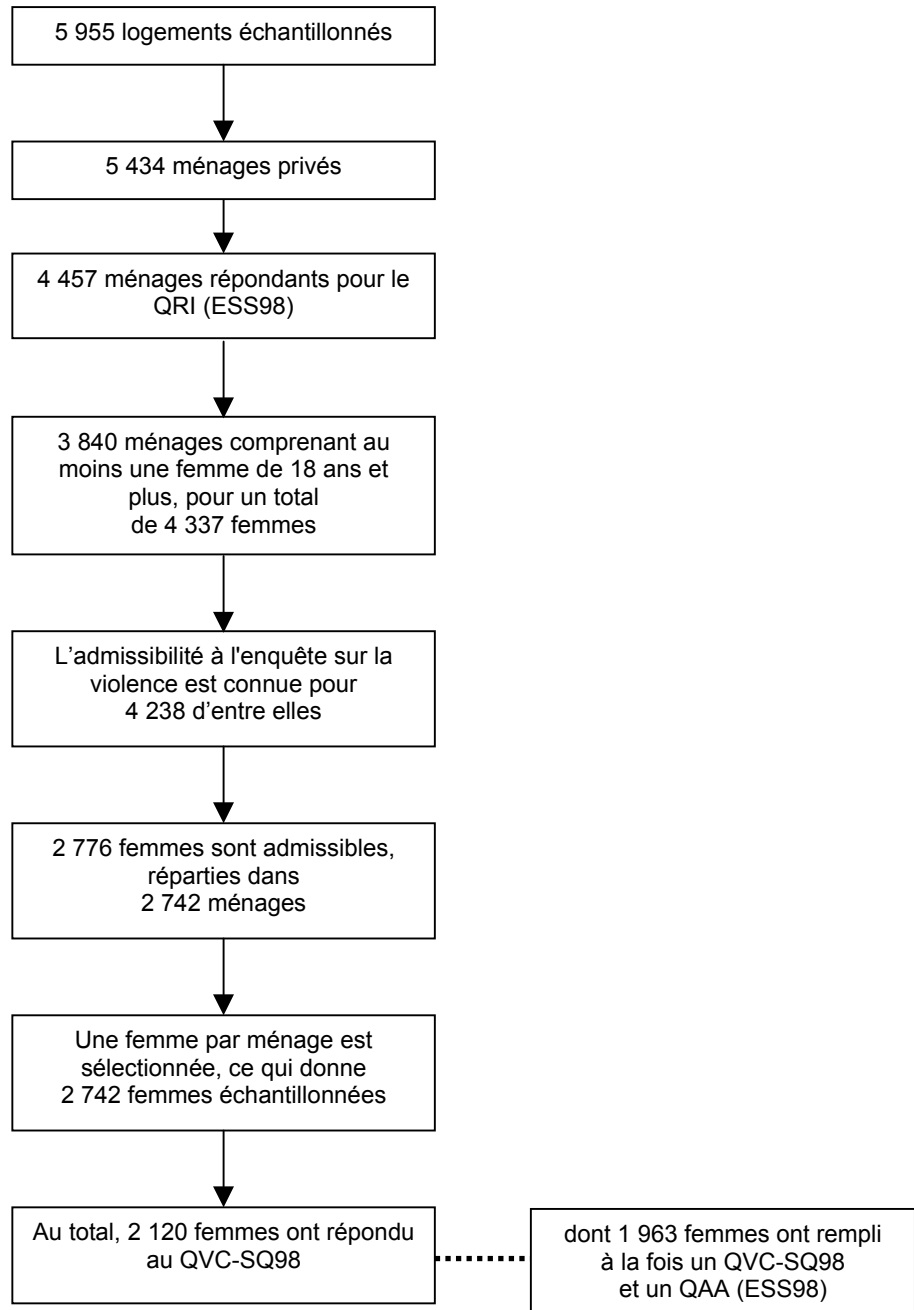 5 955 logements échantillonnés
5 434 ménages privés
4 457 ménages répondants pour le
QRI (ESS98)
3 840 ménages comprenant au
moins une femme de 18 ans et
plus, pour un total
de 4 337 femmes
L’admissibilité à l'enquête sur la
violence est connue pour
4 238 d’entre elles
2 776 femmes sont admissibles,
réparties dans
2 742 ménages
Une femme par ménage est
sélectionnée, ce qui donne
2 742 femmes échantillonnées
Au total, 2 120 femmes ont répondu
au QVC-SQ98
dont 1 963 femmes ont rempli
à la fois un QVC-SQ98
et un QAA (ESS98)